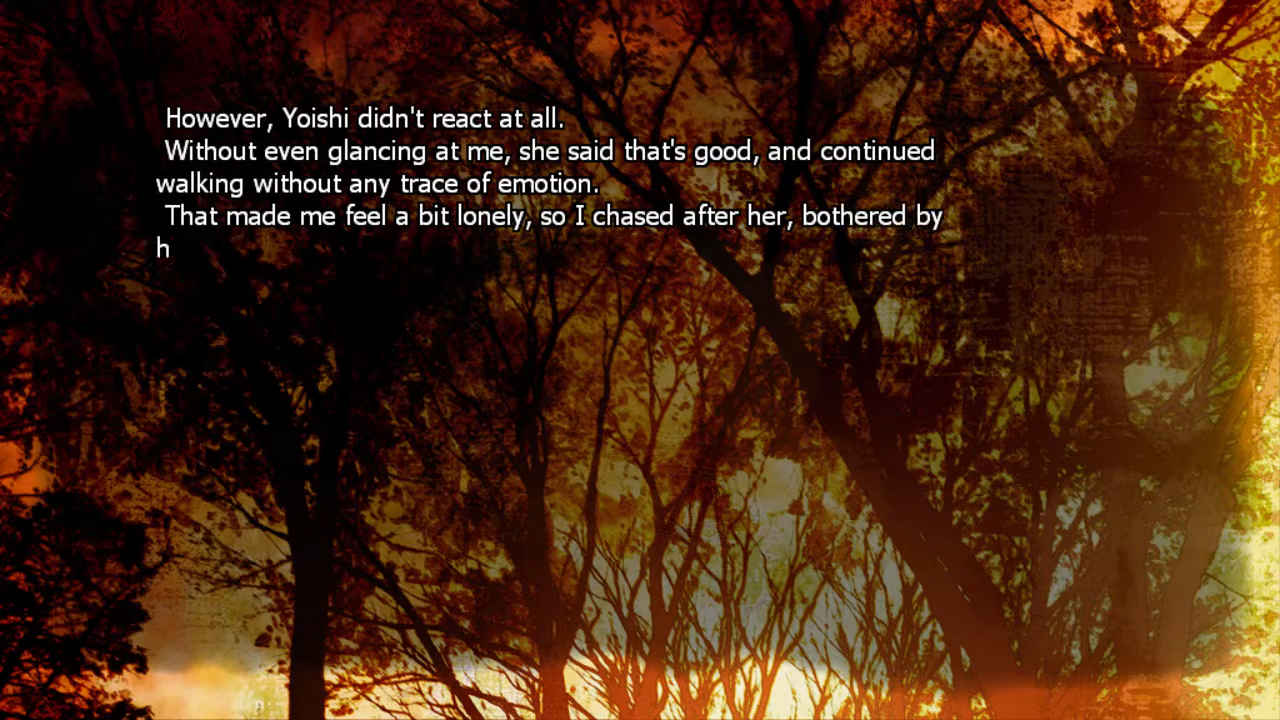 However, Yoishi didn't react at all.
Without even glancing at me, she said that's good, and continued
walking without any trace of emotion.
That made me feel a bit lonely, so I chased after her, bothered by
h